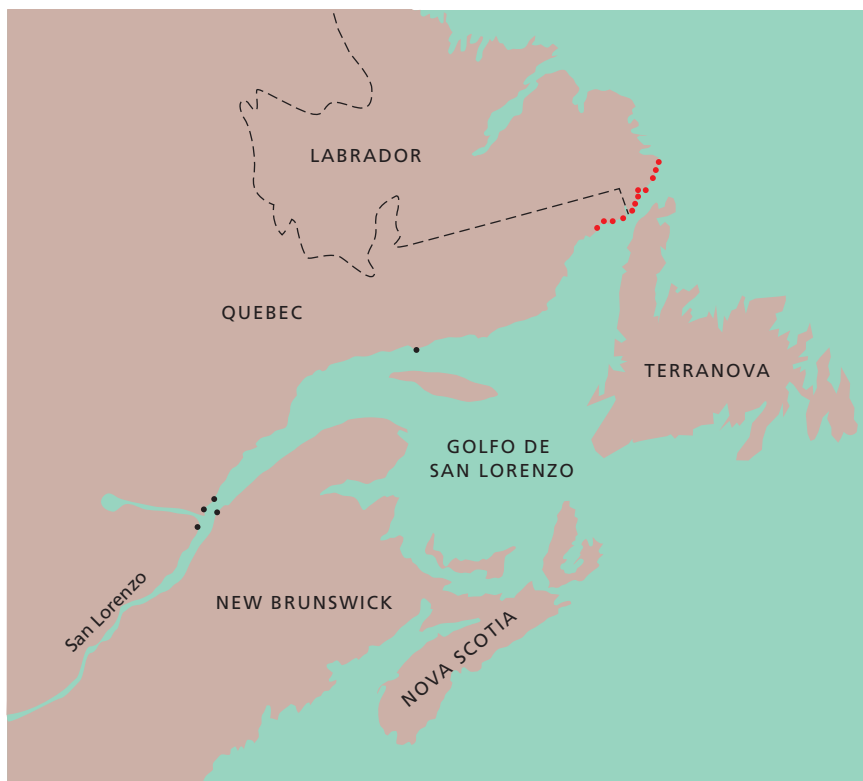 LABRADOR
QUEBEC
TERRANOVA
GOLFO DE
SAN LORENZO
San Lorenzo
NEW BRUNSWICK
NOVA SCOTIA